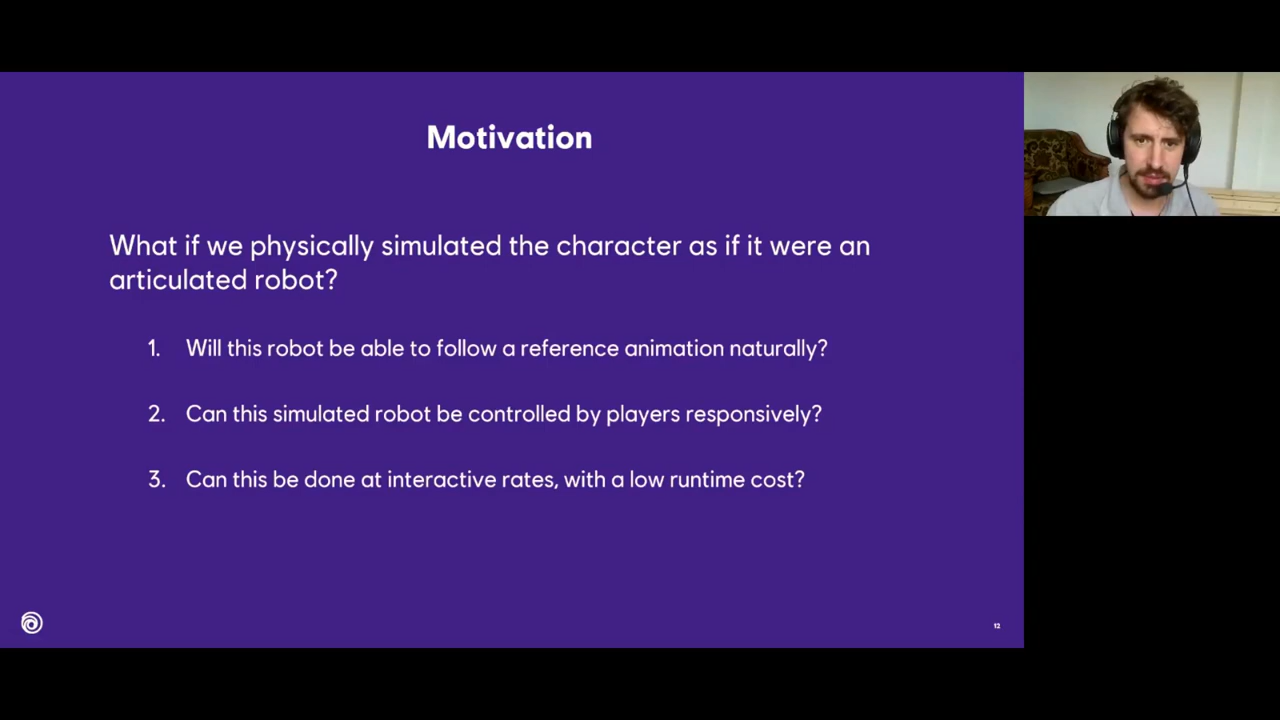 Motivation
What if we physically simulated the character as if it were an
articulated robot?
1. Will this robot be able to follow a reference animation naturally?
2. Can this simulated robot be controlled by players responsively?
3. Can this be done at interactive rates, with a low runtime cost?
12